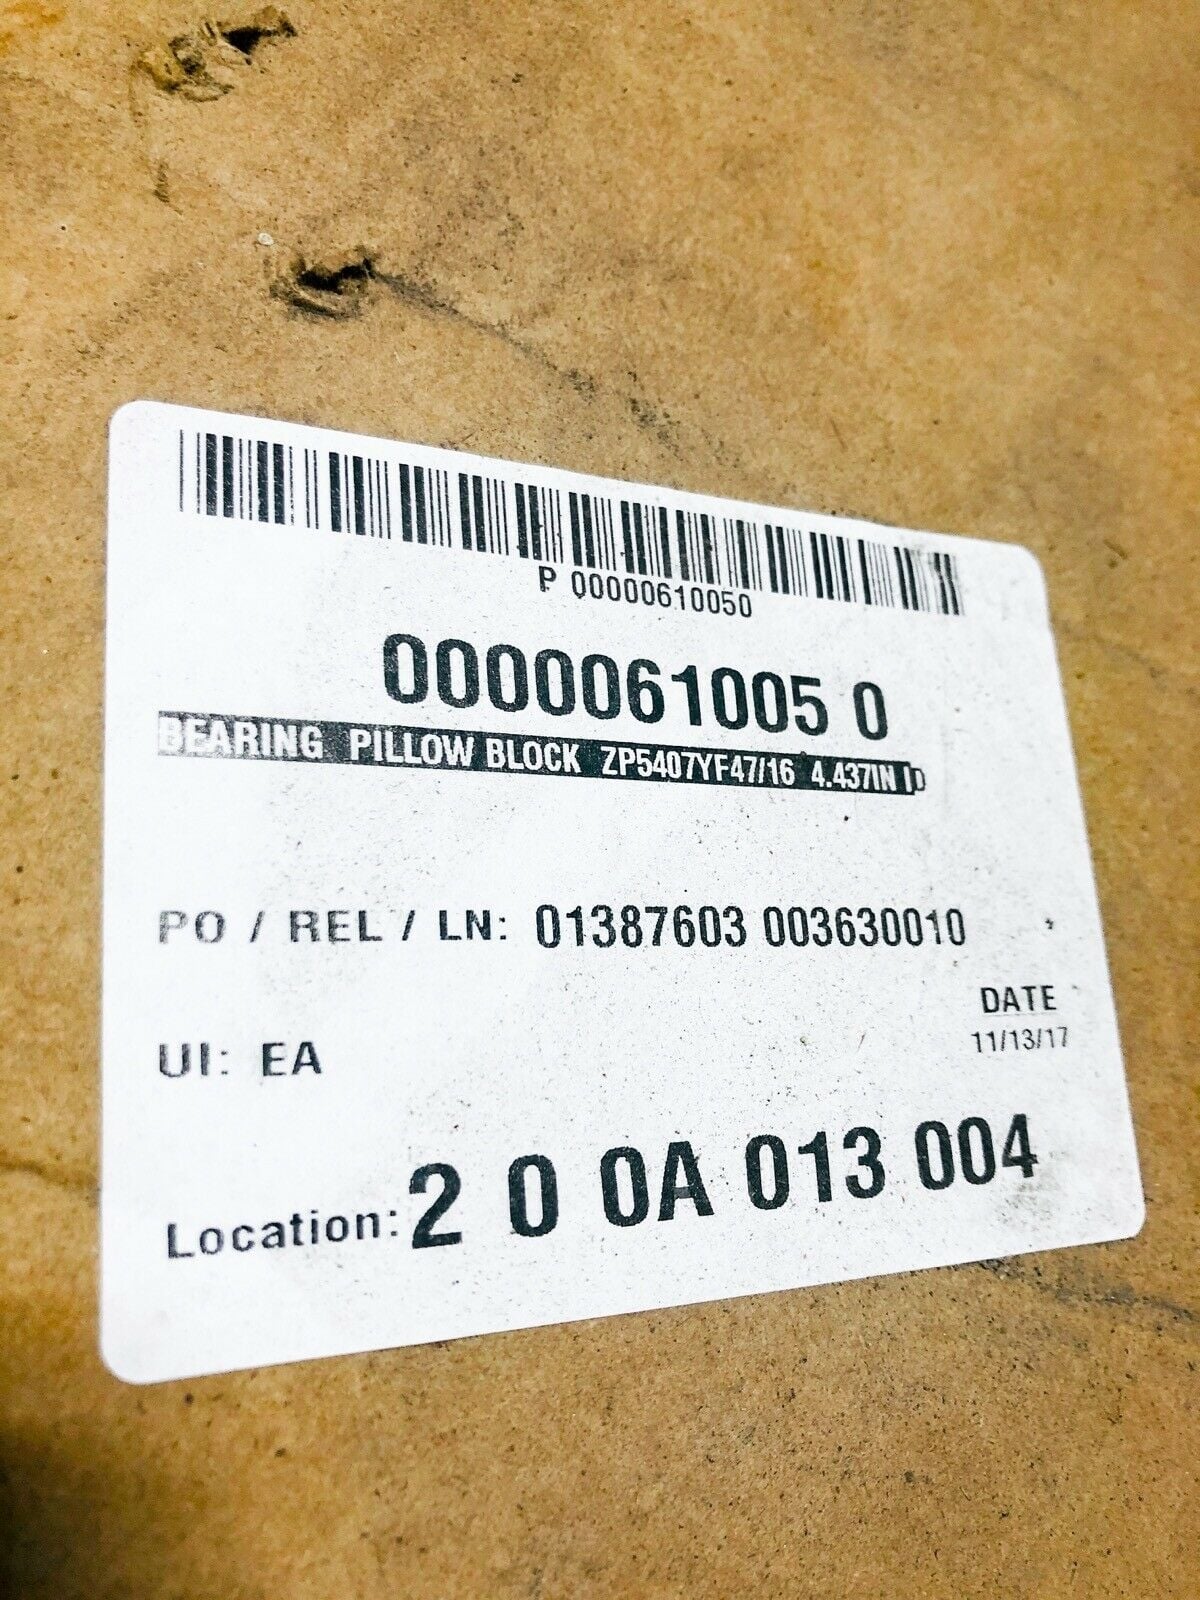 P 00000610050
0000061005 0
BEARING PILLOW BLOCK ZP5407YF47/16 4.437IN ID
PO / REL / LN: 01387603 003630010
DATE
11/13/17
UI: EA
Location: 2 0 0A 013 004